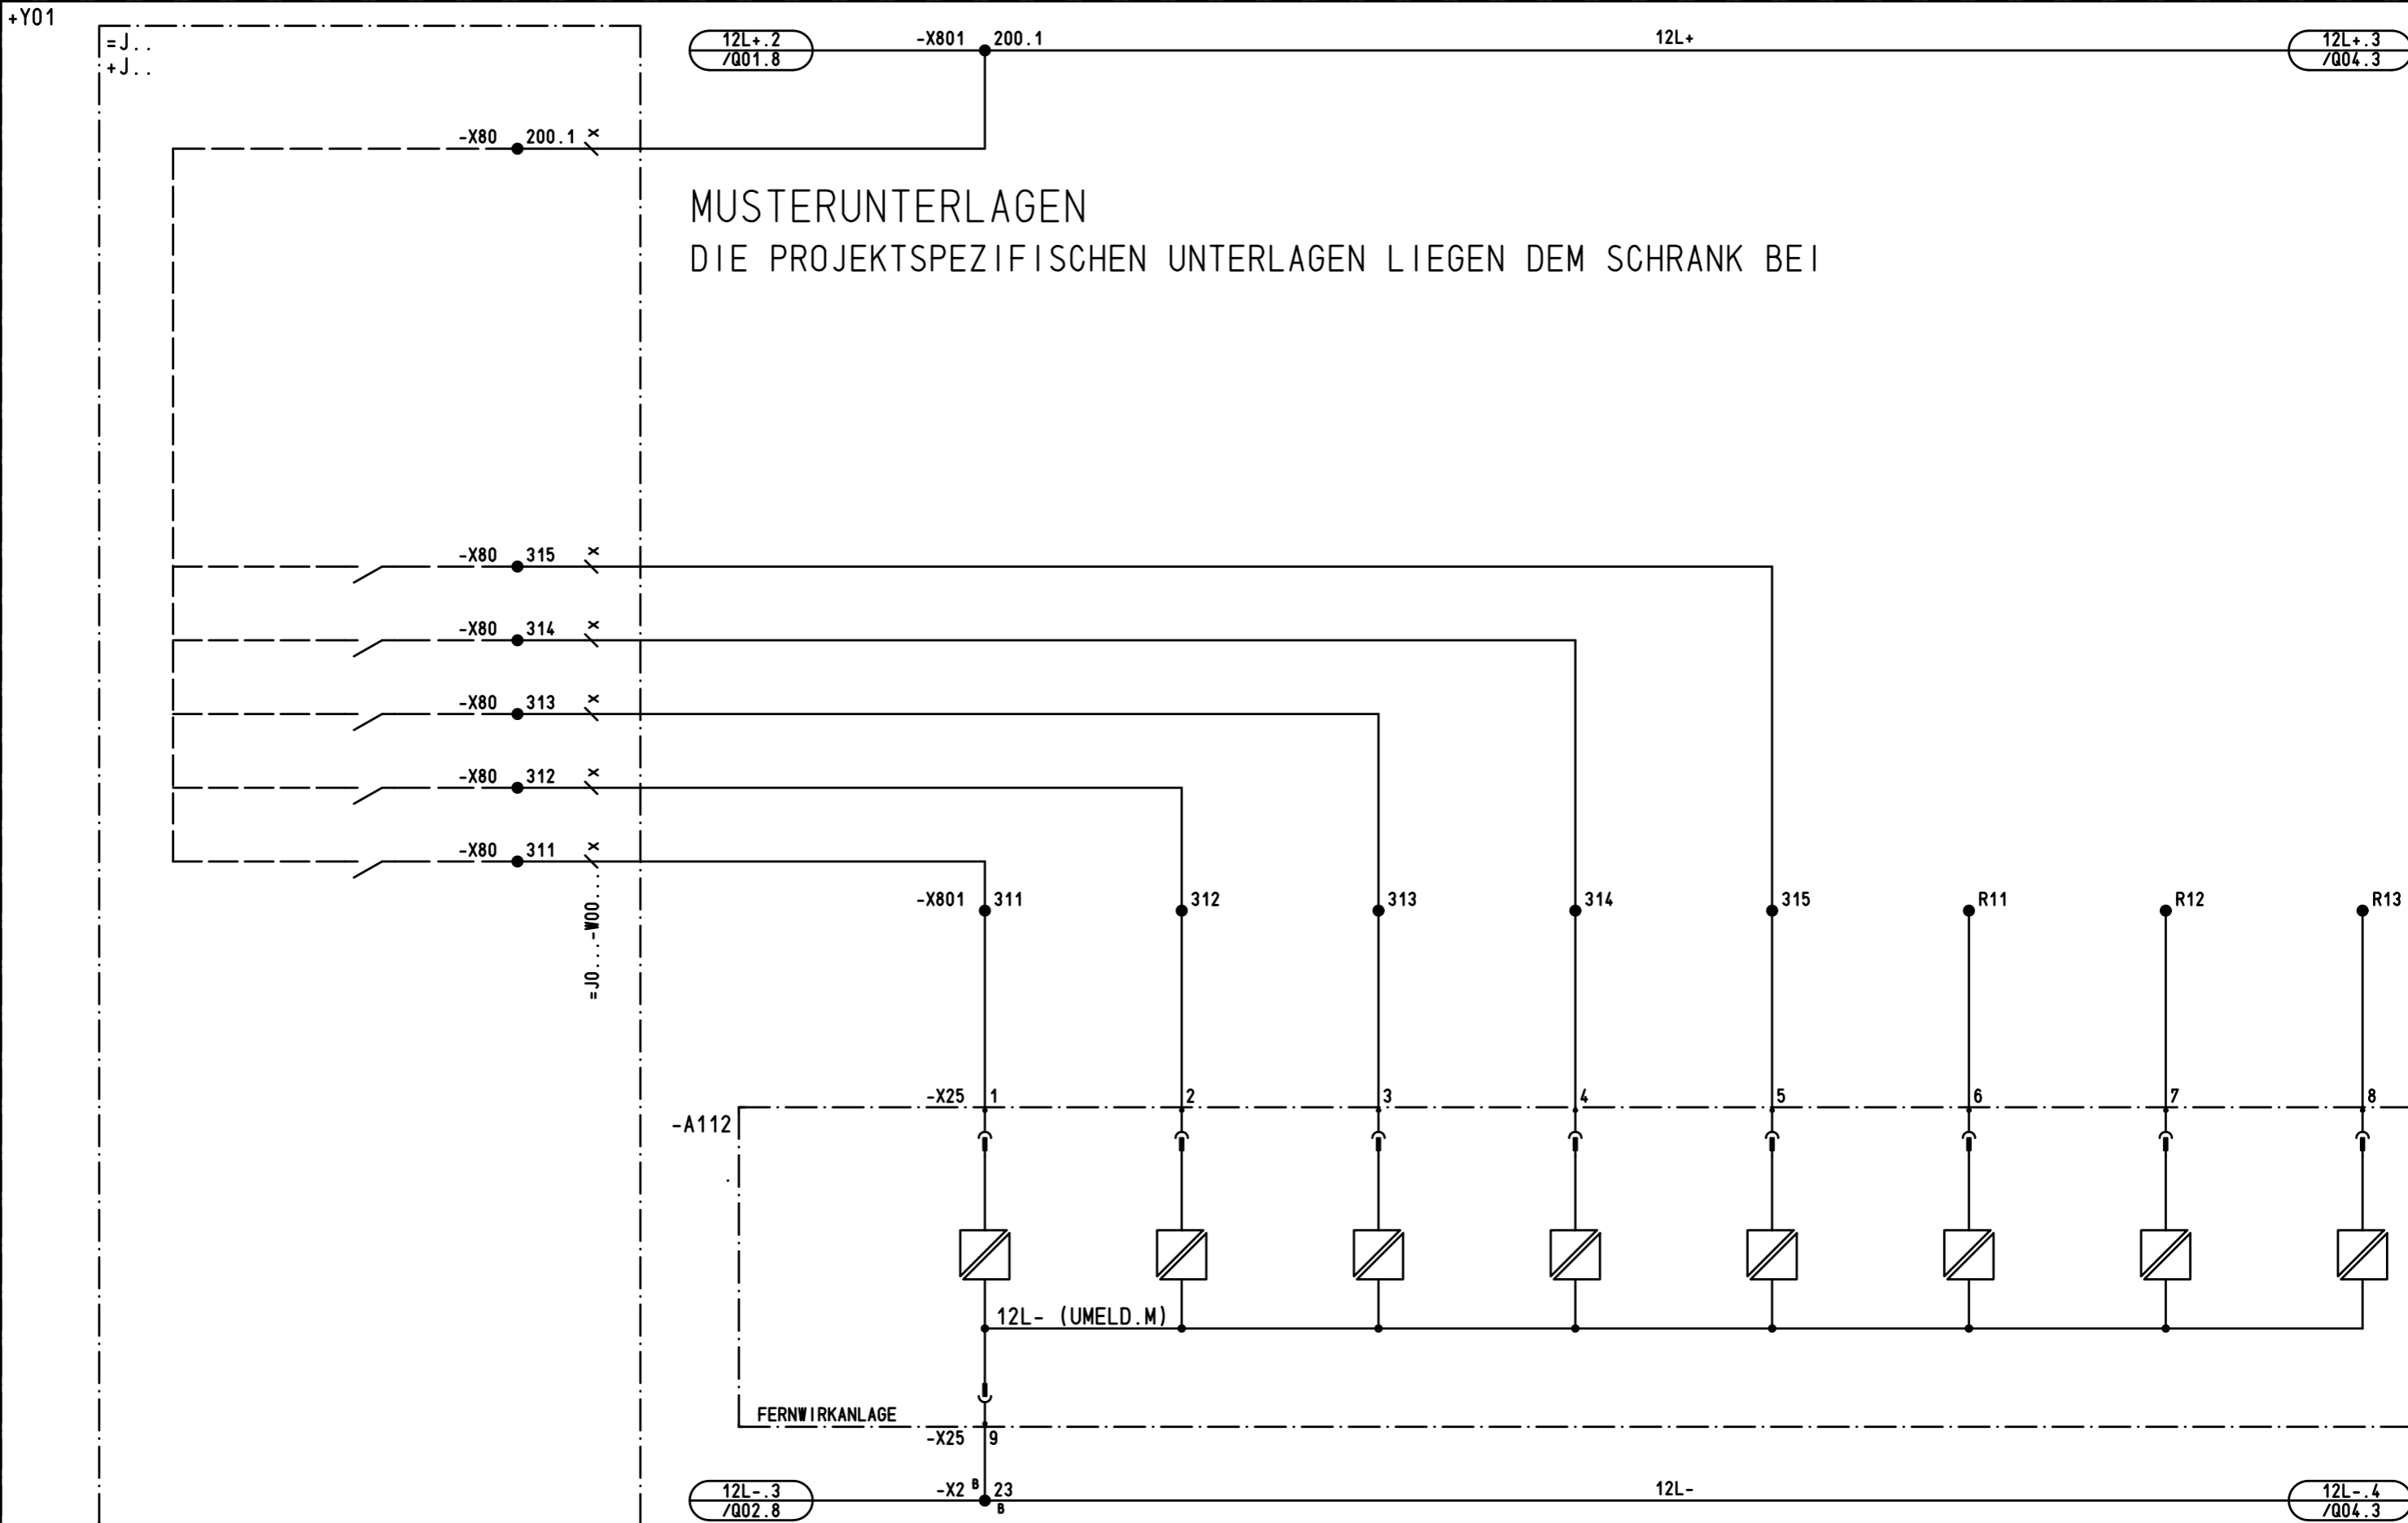 +Y01
=J..
+J..
12L+.2
/Q01.8
-X801 200.1
12L+
12L+.3
/Q04.3
-X80 200.1 x
MUSTERUNTERLAGEN
DIE PROJEKTSPEZIFISCHEN UNTERLAGEN LIEGEN DEM SCHRANK BEI
-X80 315 x
-X80 314 x
-X80 313 x
-X80 312 x
-X80 311 x
=J0...-W00....
-X801 311 312 313 314 315 R11 R12 R13
-X25 1 2 3 4 5 6 7 8
-A112
12L- (UMELD.M)
FERNWIRKANLAGE
-X25 9
12L-.3
/Q02.8
-X2 B 23
B
12L-
12L-.4
/Q04.3